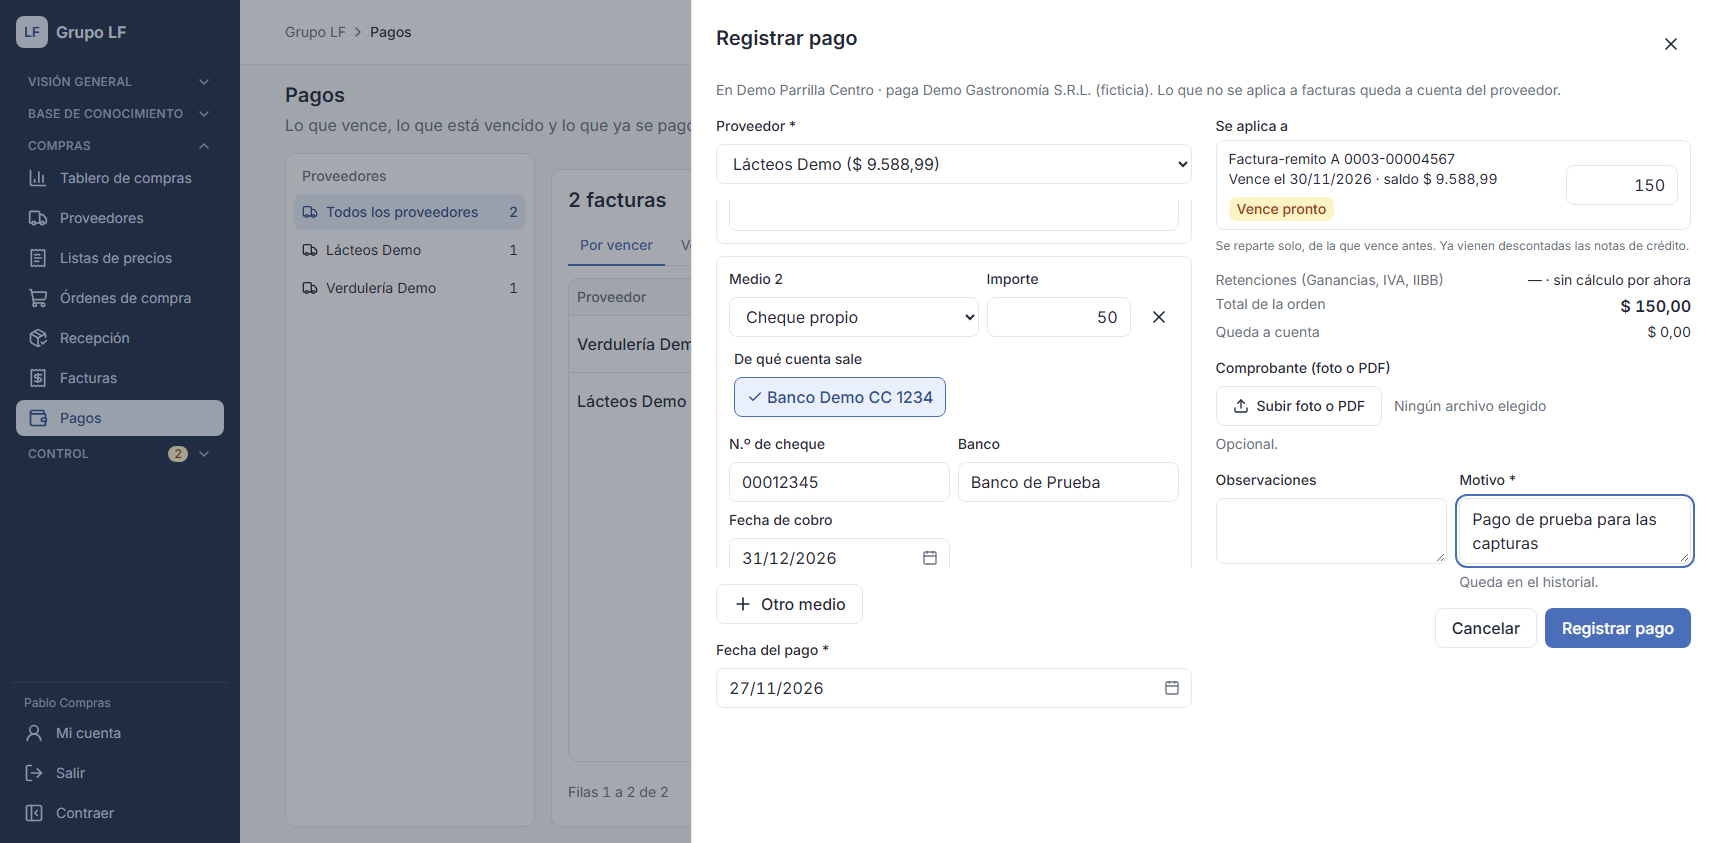 LF Grupo LF
VISIÓN GENERAL
BASE DE CONOCIMIENTO
COMPRAS
Tablero de compras
Proveedores
Listas de precios
Órdenes de compra
Recepción
Facturas
Pagos
CONTROL 2
Pablo Compras
Mi cuenta
Salir
Contraer
Grupo LF > Pagos
Pagos
Lo que vence, lo que está vencido y lo que ya se pagó
Proveedores
Todos los proveedores 2
Lácteos Demo 1
Verdulería Demo 1
2 facturas
Por vencer
Proveedor
Verdulería Dem
Lácteos Demo
Filas 1 a 2 de 2
Registrar pago
En Demo Parrilla Centro · paga Demo Gastronomía S.R.L. (ficticia). Lo que no se aplica a facturas queda a cuenta del proveedor.
Proveedor *
Lácteos Demo ($ 9.588,99)
Medio 2
Importe
Cheque propio
50
De qué cuenta sale
Banco Demo CC 1234
N.º de cheque
Banco
00012345
Banco de Prueba
Fecha de cobro
31/12/2026
Otro medio
Fecha del pago *
27/11/2026
Se aplica a
Factura-remito A 0003-00004567
Vence el 30/11/2026 · saldo $ 9.588,99
150
Vence pronto
Se reparte solo, de la que vence antes. Ya vienen descontadas las notas de crédito.
Retenciones (Ganancias, IVA, IIBB) — · sin cálculo por ahora
Total de la orden $ 150,00
Queda a cuenta $ 0,00
Comprobante (foto o PDF)
Subir foto o PDF Ningún archivo elegido
Opcional.
Observaciones
Motivo *
Pago de prueba para las
capturas
Queda en el historial.
Cancelar
Registrar pago